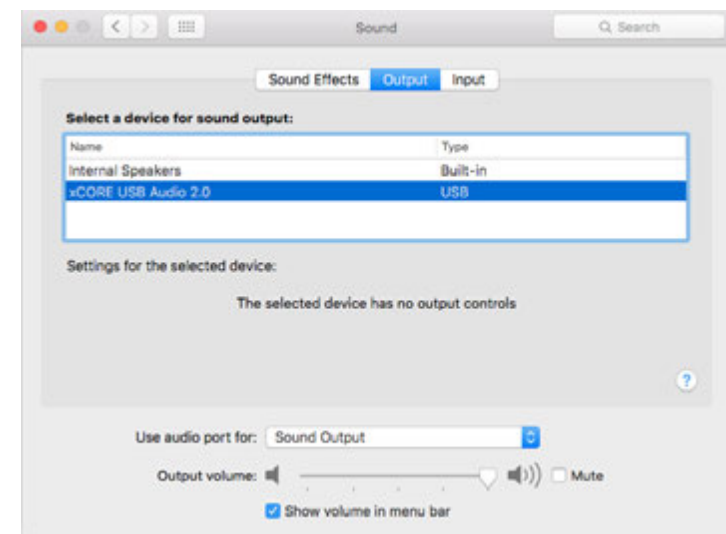 Sound
Search
Sound Effects Output Input
Select a device for sound output:
Name Type
Internal Speakers Built-in
xCORE USB Audio 2.0 USB
Settings for the selected device:
The selected device has no output controls
?
Use audio port for: Sound Output
Output volume: Mute
Show volume in menu bar